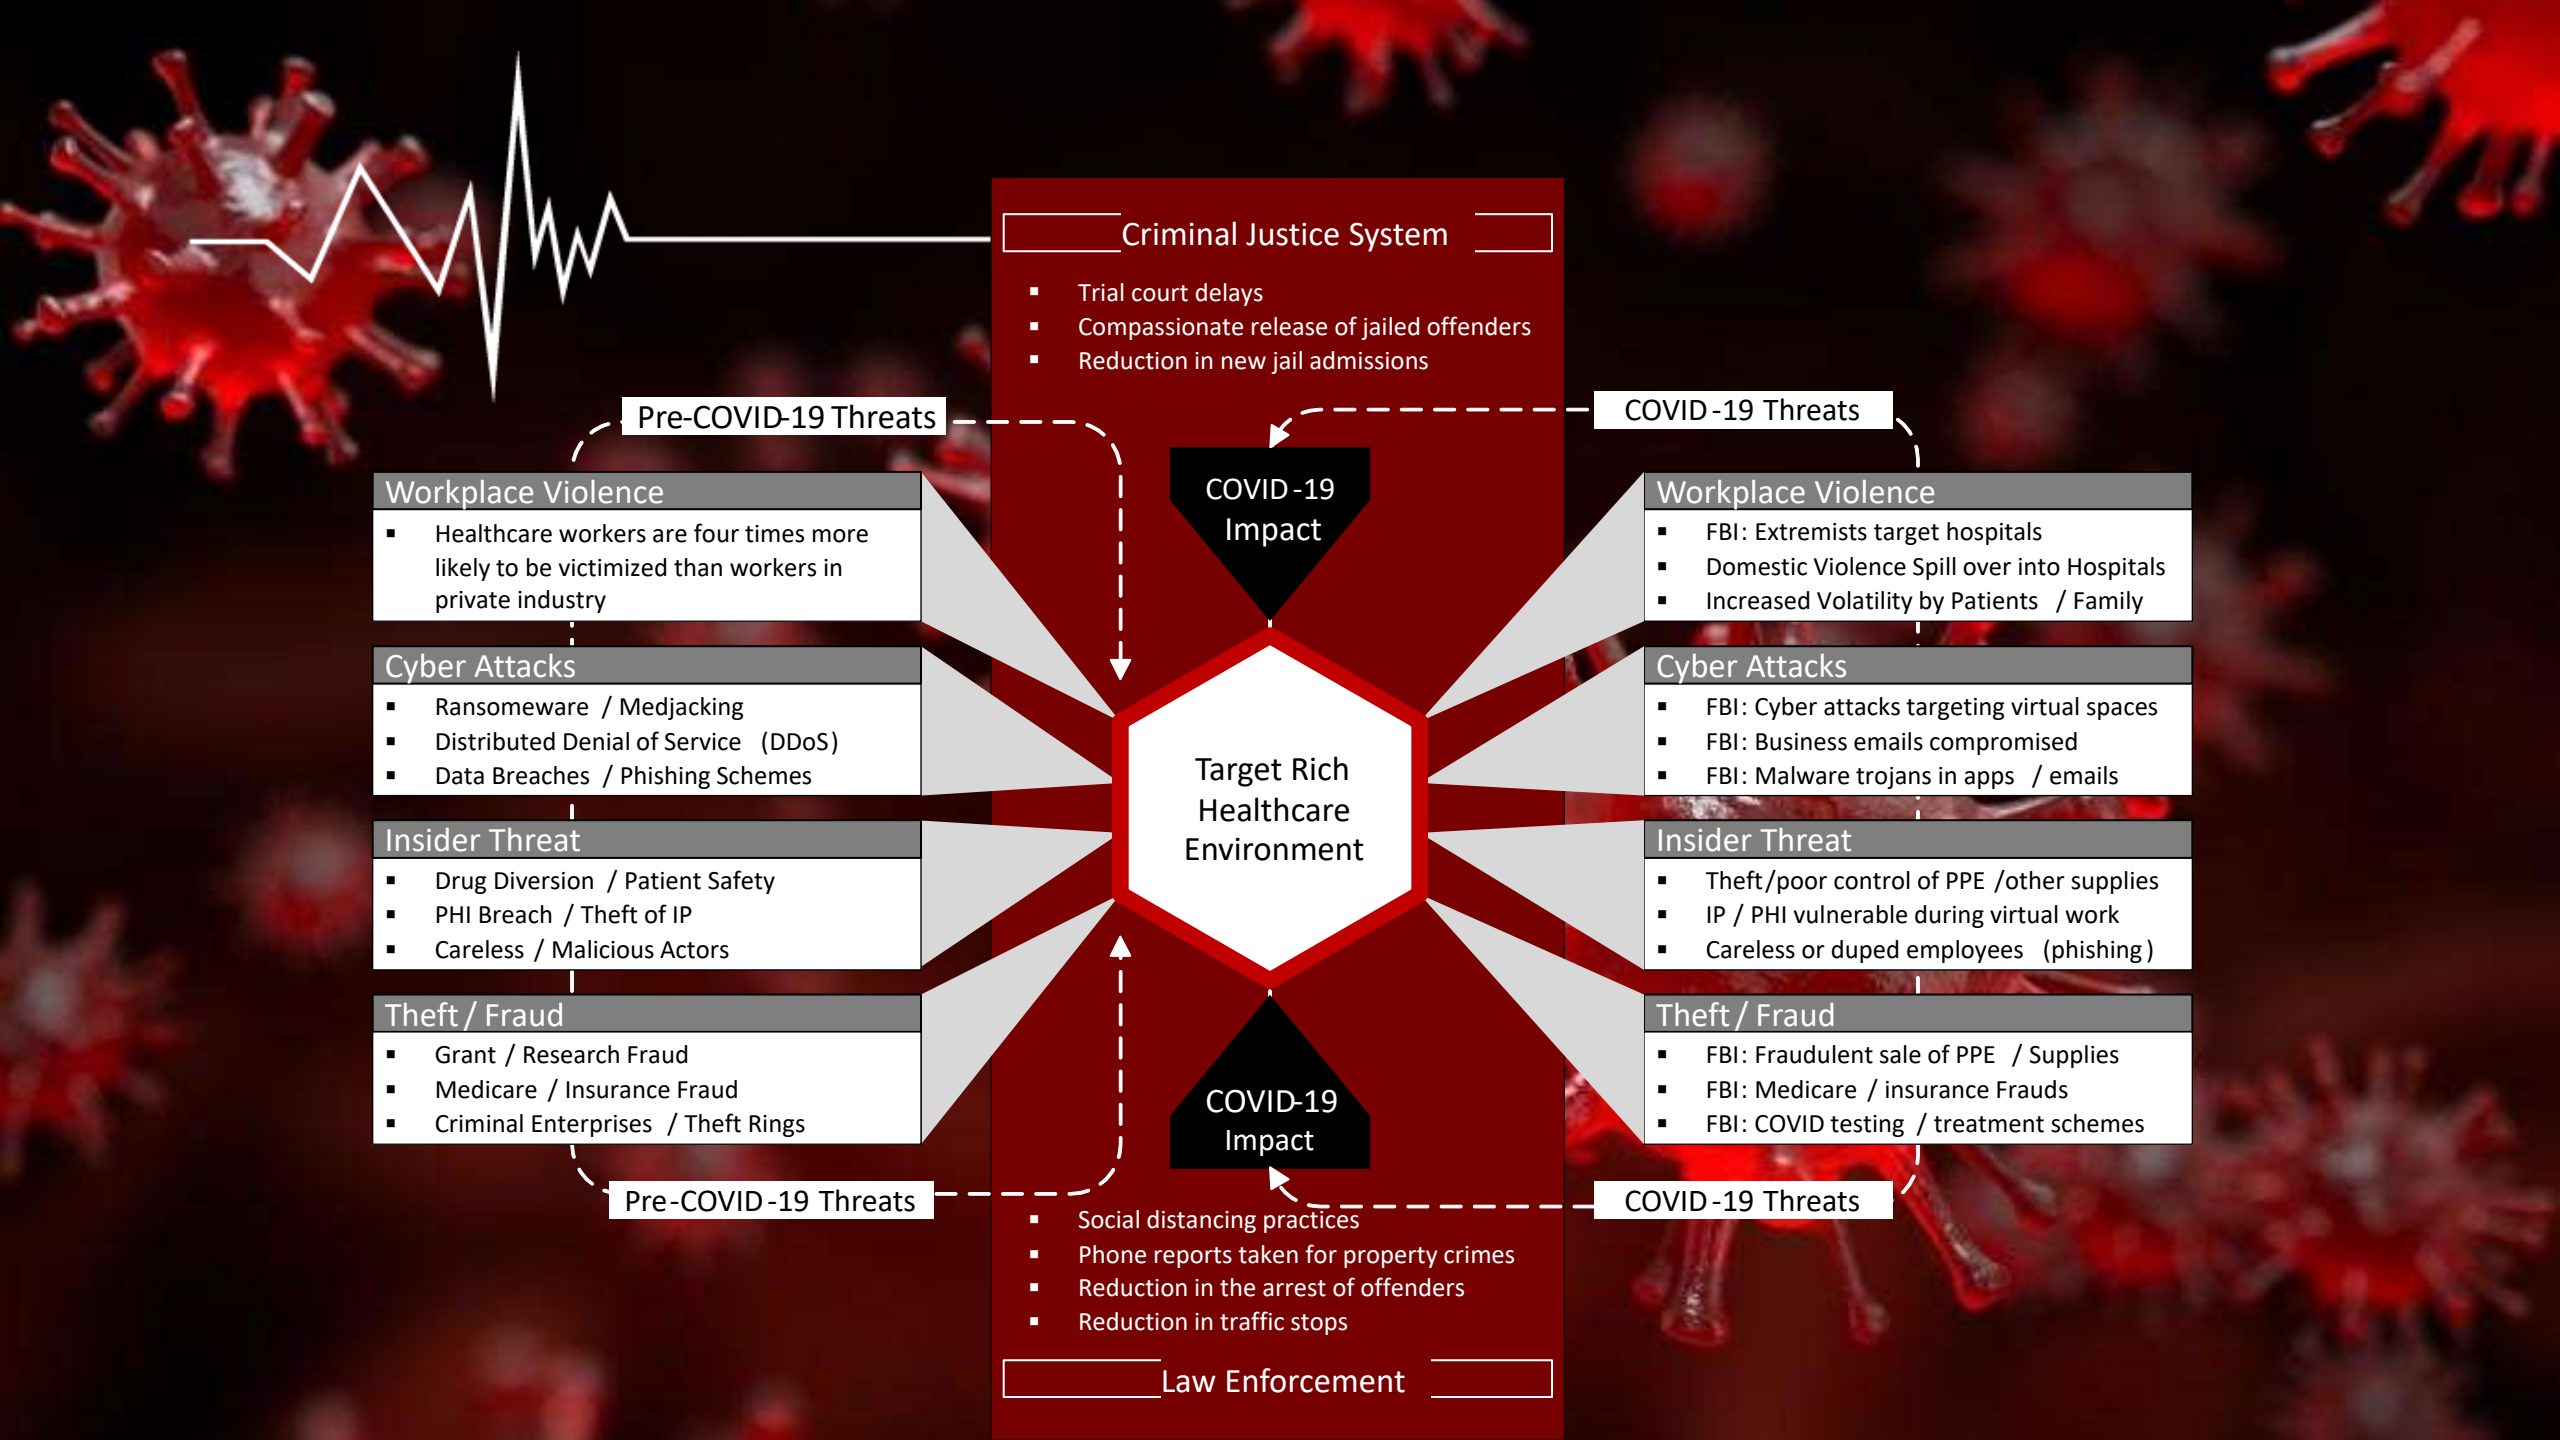 Criminal Justice System
▪ Trial court delays
▪ Compassionate release of jailed offenders
▪ Reduction in new jail admissions
Pre-COVID-19 Threats
Workplace Violence
▪ Healthcare workers are four times more
likely to be victimized than workers in
private industry
Cyber Attacks
▪ Ransomeware / Medjacking
▪ Distributed Denial of Service (DDoS)
▪ Data Breaches / Phishing Schemes
Insider Threat
▪ Drug Diversion / Patient Safety
▪ PHI Breach / Theft of IP
▪ Careless / Malicious Actors
Theft / Fraud
▪ Grant / Research Fraud
▪ Medicare / Insurance Fraud
▪ Criminal Enterprises / Theft Rings
Pre-COVID-19 Threats
COVID-19
Impact
Target Rich
Healthcare
Environment
COVID-19
Impact
COVID-19 Threats
Workplace Violence
▪ FBI: Extremists target hospitals
▪ Domestic Violence Spill over into Hospitals
▪ Increased Volatility by Patients / Family
Cyber Attacks
▪ FBI: Cyber attacks targeting virtual spaces
▪ FBI: Business emails compromised
▪ FBI: Malware trojans in apps / emails
Insider Threat
▪ Theft/poor control of PPE /other supplies
▪ IP / PHI vulnerable during virtual work
▪ Careless or duped employees (phishing)
Theft / Fraud
▪ FBI: Fraudulent sale of PPE / Supplies
▪ FBI: Medicare / insurance Frauds
▪ FBI: COVID testing / treatment schemes
COVID-19 Threats
▪ Social distancing practices
▪ Phone reports taken for property crimes
▪ Reduction in the arrest of offenders
▪ Reduction in traffic stops
Law Enforcement